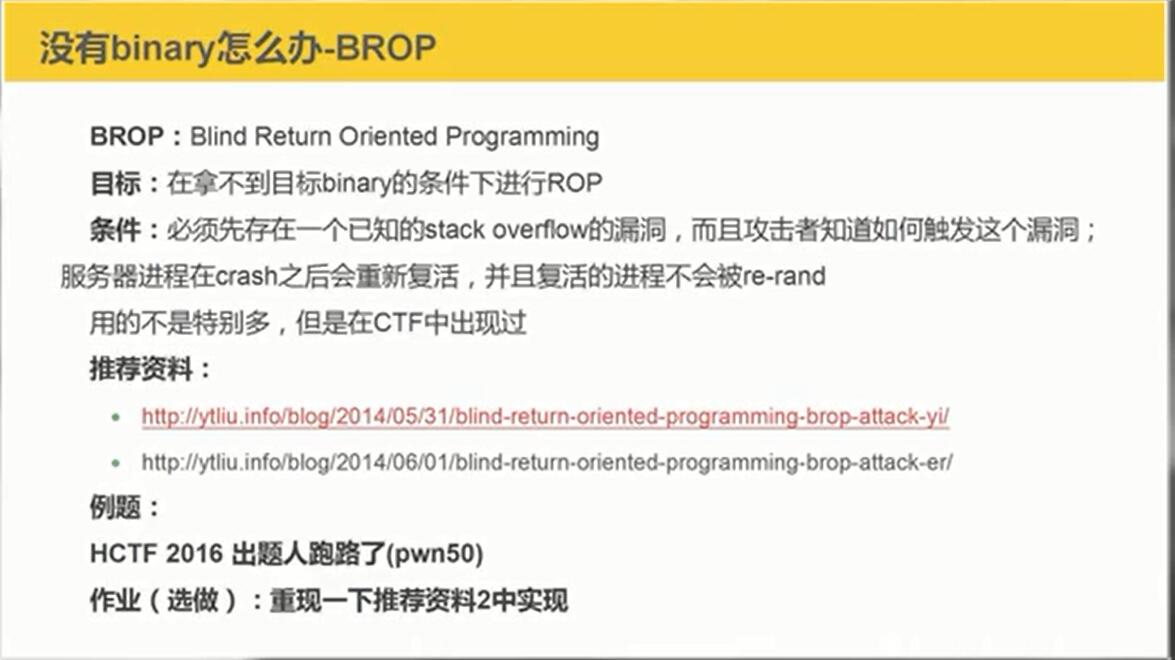 没有binary怎么办-BROP
BROP：Blind Return Oriented Programming
目标：在拿不到目标binary的条件下进行ROP
条件：必须先存在一个已知的stack overflow的漏洞，而且攻击者知道如何触发这个漏洞；
服务器进程在crash之后会重新复活，并且复活的进程不会被re-rand
用的不是特别多，但是在CTF中出现过
推荐资料：
• http://ytliu.info/blog/2014/05/31/blind-return-oriented-programming-brop-attack-yi/
• http://ytliu.info/blog/2014/06/01/blind-return-oriented-programming-brop-attack-er/
例题：
HCTF 2016 出题人跑路了(pwn50)
作业（选做）：重现一下推荐资料2中实现